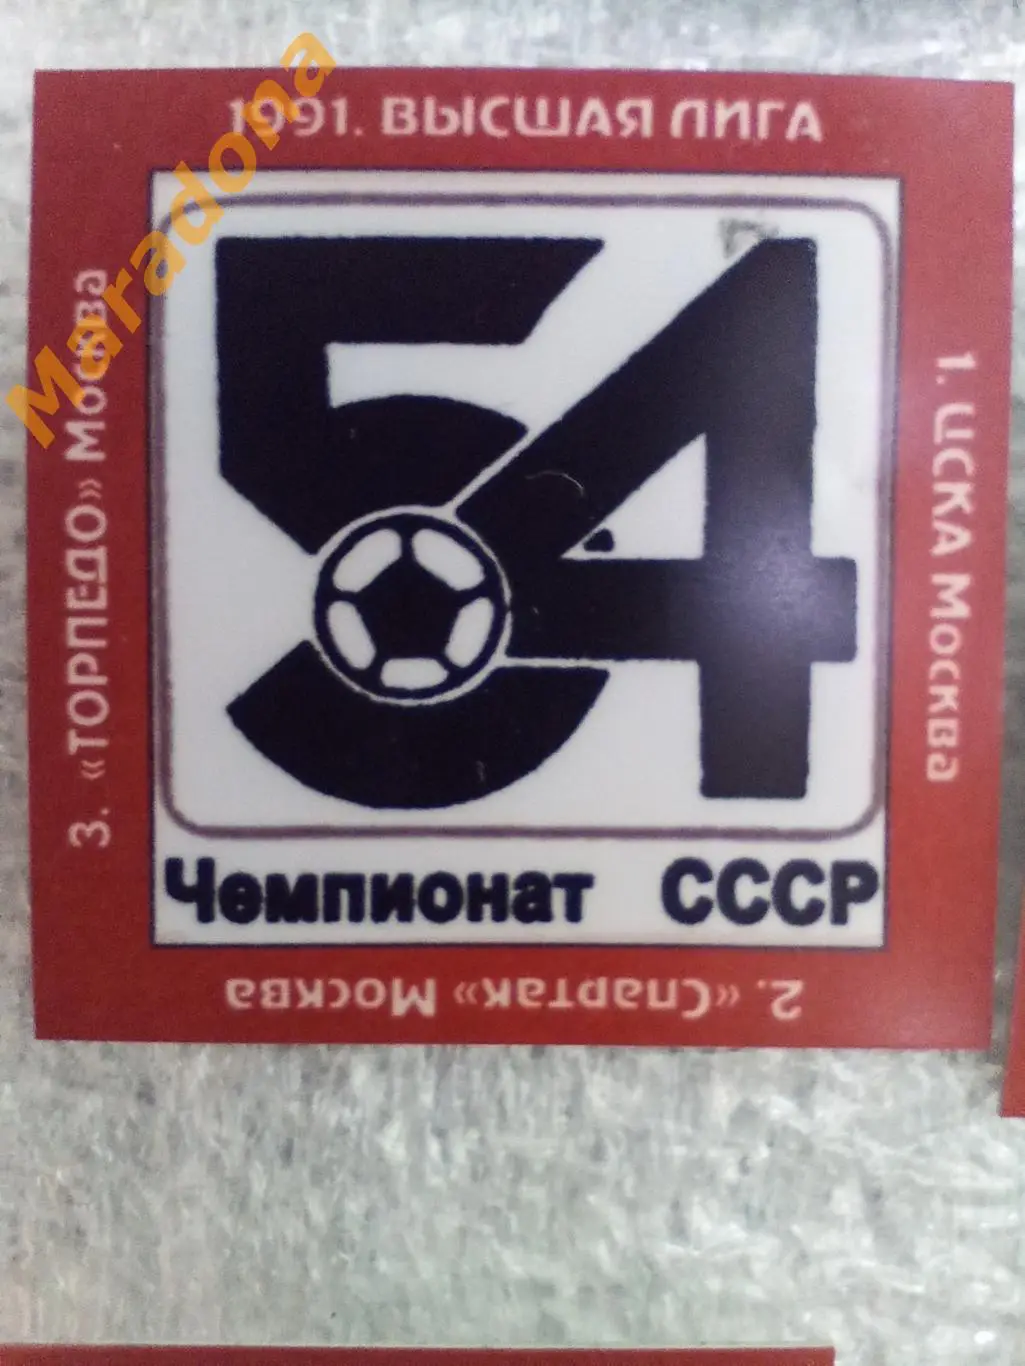 1991. ВЫСШАЯ ЛИГА
1. ЦСКА Москва
2. «Спартак» Москва
3. «ТОРПЕДО» Москва
54
Чемпионат СССР
Maradona